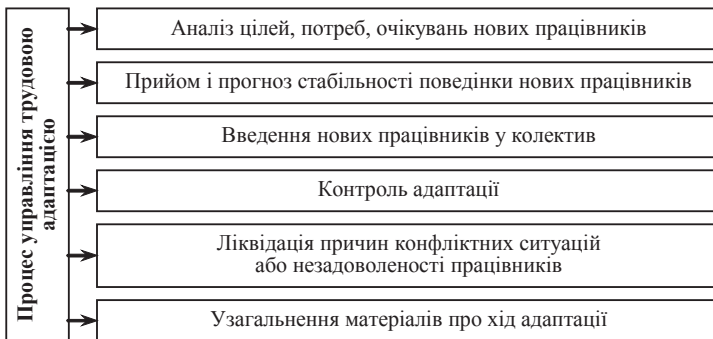 Процес управління трудовою
адаптацією
Аналіз цілей, потреб, очікувань нових працівників
Прийом і прогноз стабільності поведінки нових працівників
Введення нових працівників у колектив
Контроль адаптації
Ліквідація причин конфліктних ситуацій
або незадоволеності працівників
Узагальнення матеріалів про хід адаптації